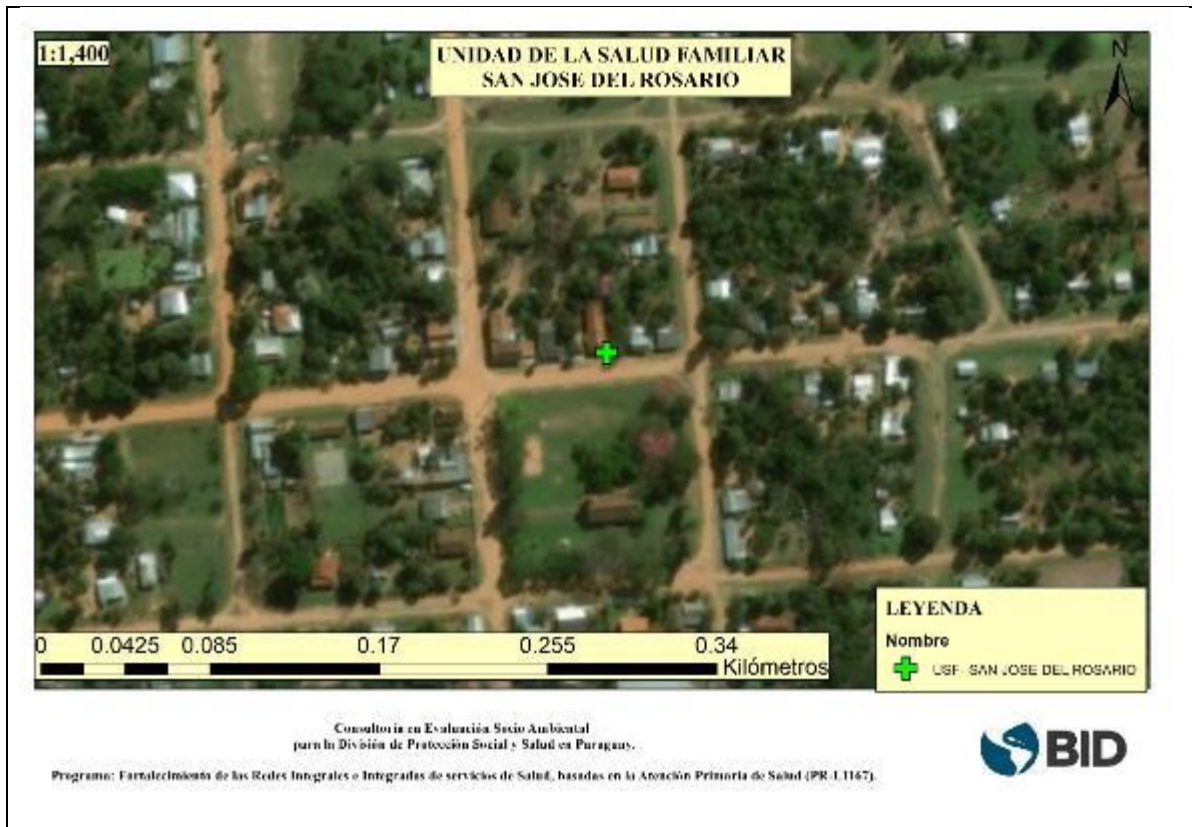 1:1,400
UNIDAD DE LA SALUD FAMILIAR
SAN JOSE DEL ROSARIO
N
LEYENDA
Nombre
USF- SAN JOSE DEL ROSARIO
0 0.0425 0.085 0.17 0.255 0.34
Kilómetros
Consultoría en Evaluación Socio Ambiental
para la División de Protección Social y Salud en Paraguay.
Programa: Fortalecimiento de las Redes Integrales e Integradas de servicios de Salud, basadas en la Atención Primaria de Salud (PR-L1167).
BID